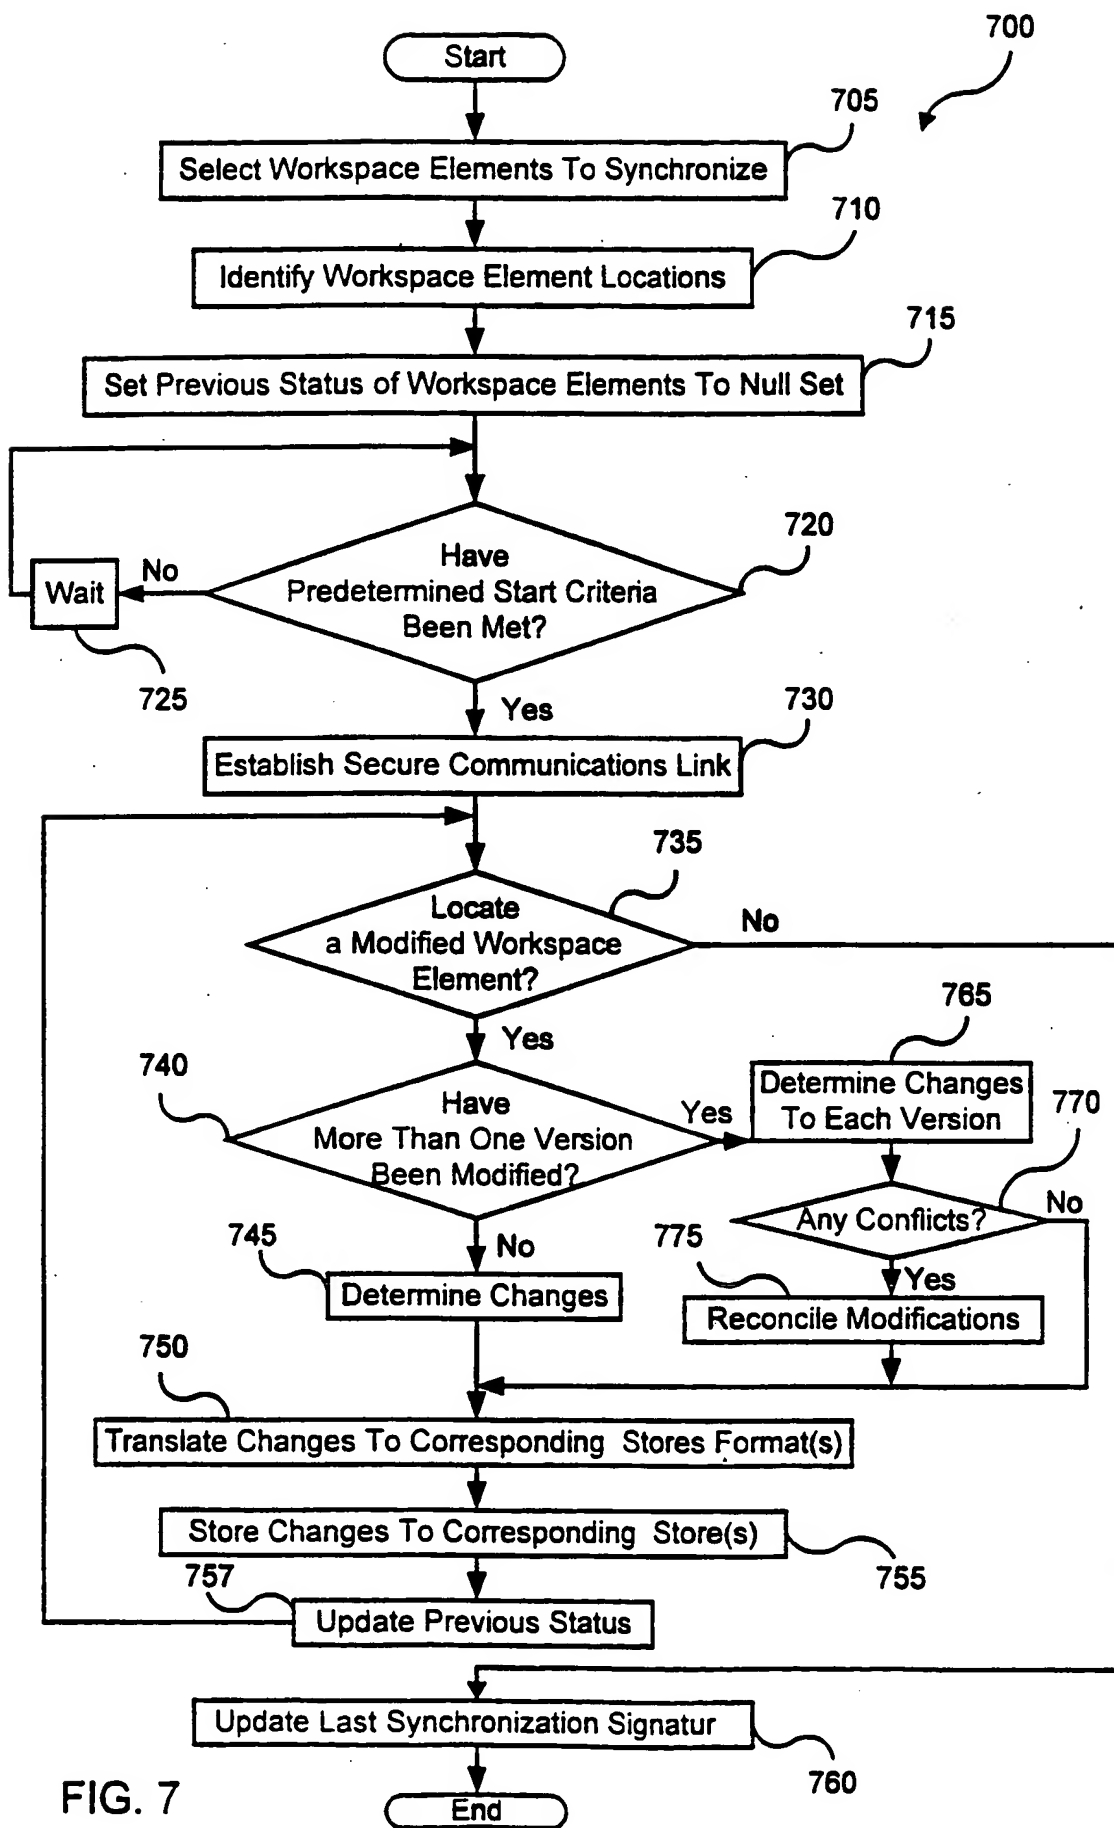 700
Start
705
Select Workspace Elements To Synchronize
710
Identify Workspace Element Locations
715
Set Previous Status of Workspace Elements To Null Set
720
Have
Predetermined Start Criteria
Been Met?
No
Wait
725
Yes
730
Establish Secure Communications Link
735
Locate
a Modified Workspace
Element?
No
Yes
740
Have
More Than One Version
Been Modified?
Yes
765
Determine Changes
To Each Version
770
Any Conflicts?
No
No
745
Determine Changes
775
Yes
Reconcile Modifications
750
Translate Changes To Corresponding Stores Format(s)
Store Changes To Corresponding Store(s)
755
757
Update Previous Status
Update Last Synchronization Signatur
760
End
FIG. 7